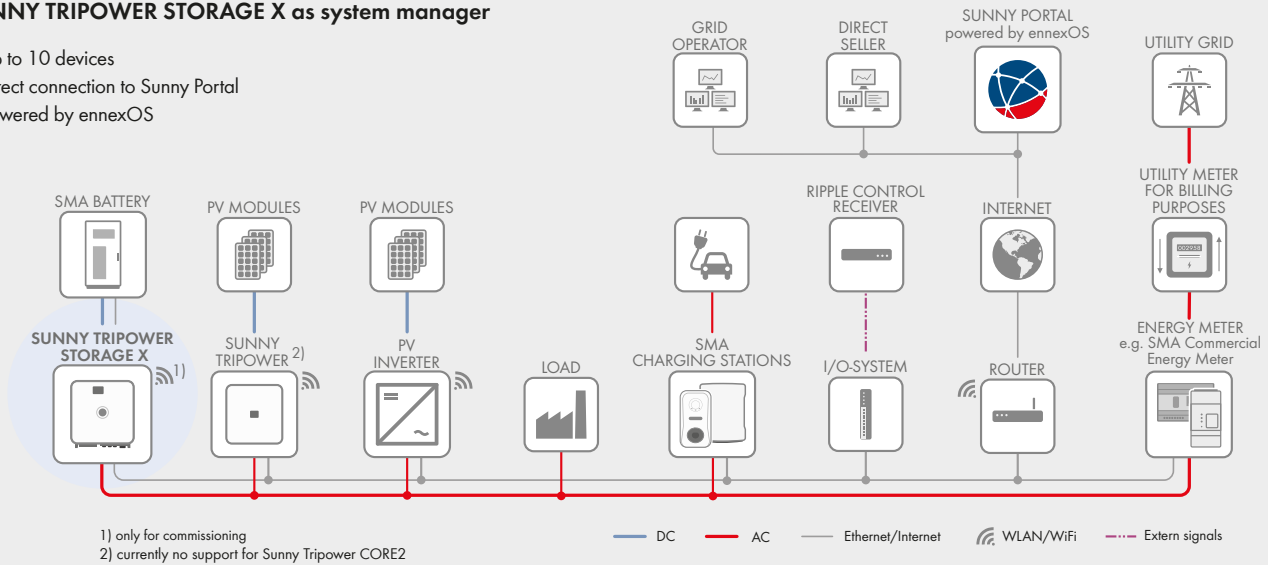 NNY TRIPOWER STORAGE X as system manager
to 10 devices
rect connection to Sunny Portal
wered by ennexOS
GRID
OPERATOR
DIRECT
SELLER
SUNNY PORTAL
powered by ennexOS
UTILITY GRID
SMA BATTERY
PV MODULES
PV MODULES
RIPPLE CONTROL
RECEIVER
INTERNET
UTILITY METER
FOR BILLING
PURPOSES
SUNNY TRIPOWER
STORAGE X
1)
SUNNY
TRIPOWER 2)
PV
INVERTER
LOAD
SMA
CHARGING STATIONS
I/O-SYSTEM
ROUTER
ENERGY METER
e.g. SMA Commercial
Energy Meter
1) only for commissioning
2) currently no support for Sunny Tripower CORE2
DC
AC
Ethernet/Internet
WLAN/WiFi
Extern signals